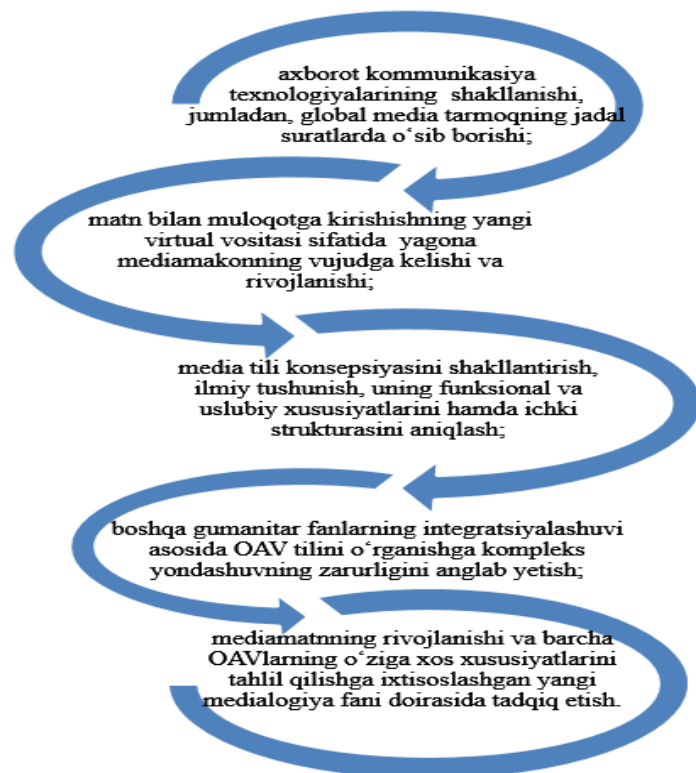 axborot kommunikasiya
texnologiyalarining shakllanishi,
jumladan, global media tarmoqning jadal
suratlarda o‘sib borishi;
matn bilan muloqotga kirishishning yangi
virtual vositasi sifatida yagona
mediamakonning vujudga kelishi va
rivojlanishi;
media tili konsepsiyasini shakllantirish,
ilmiy tushunish, uning funksional va
uslubiy xususiyatlarini hamda ichki
strukturasini aniqlash;
boshqa gumanitar fanlarning integratsiyalashuvi
asosida OAV tilini o‘rganishga kompleks
yondashuvning zarurligini anglab yetish;
mediamatnning rivojlanishi va barcha
OAVlarning o‘ziga xos xususiyatlarini
tahlil qilishga ixtisoslashgan yangi
medialogiya fani doirasida tadqiq etish.